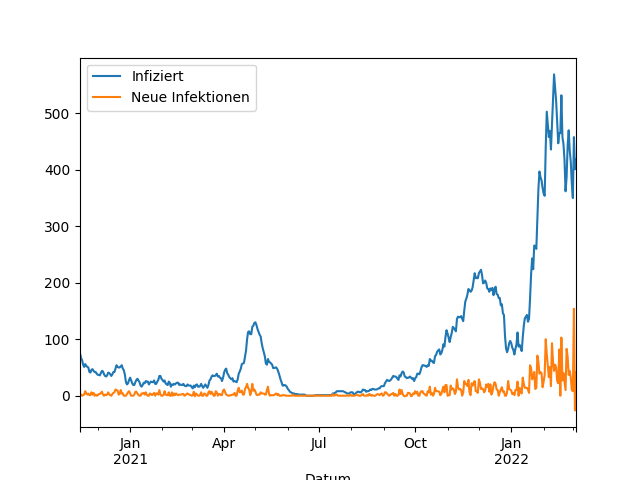 Infiziert
Neue Infektionen
500
400
300
200
100
0
Jan
2021
Apr
Jul
Oct
Jan
2022
Datum